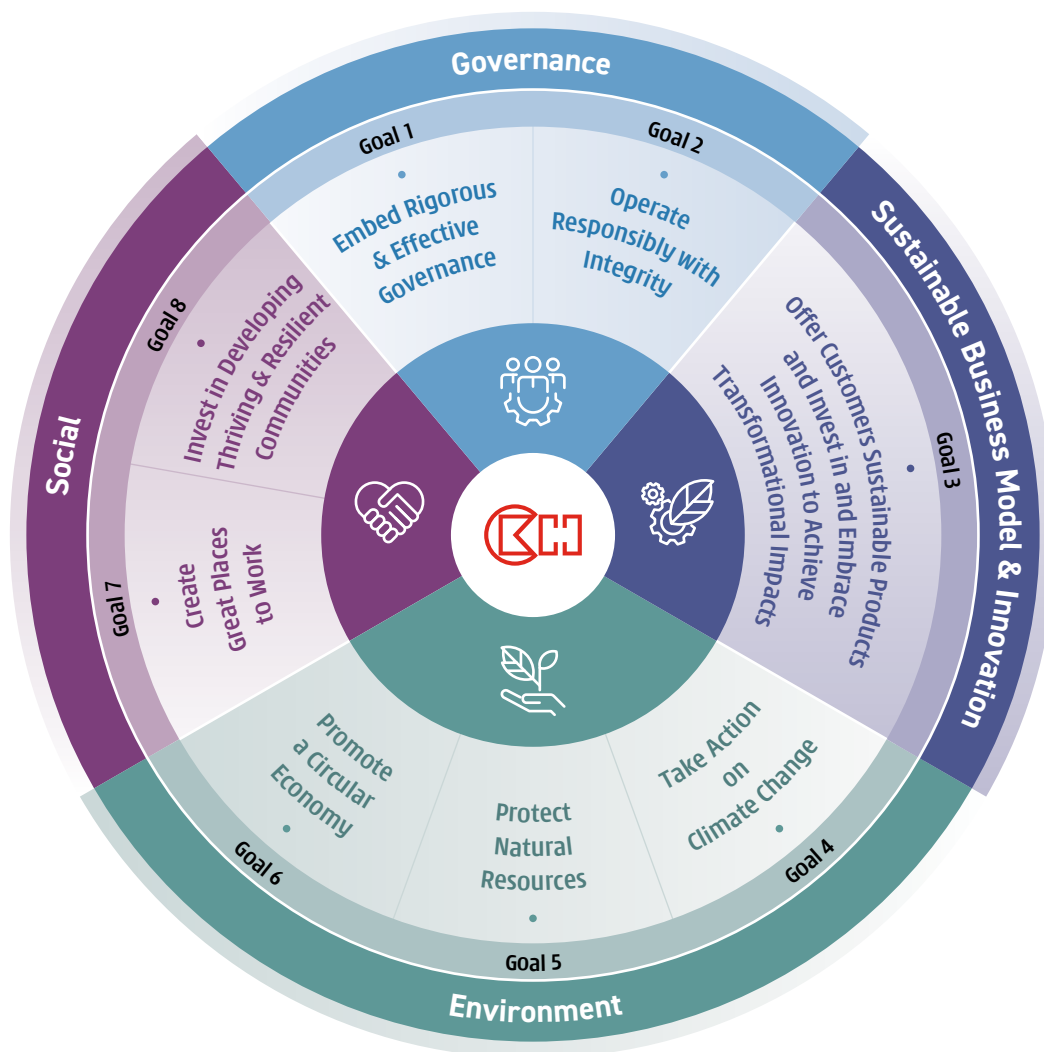 Governance
Goal 1
Embed Rigorous
& Effective
Governance
Goal 2
Operate
Responsibly with
Integrity
Sustainable Business Model & Innovation
Goal 3
Offer Customers Sustainable Products
and Invest in and Embrace
Innovation to Achieve
Transformational Impacts
Environment
Goal 4
Take Action
on
Climate Change
Goal 5
Protect
Natural
Resources
Goal 6
Promote
a Circular
Economy
Social
Goal 7
Create
Great Places
to Work
Goal 8
Invest in Developing
Thriving & Resilient
Communities
CKH